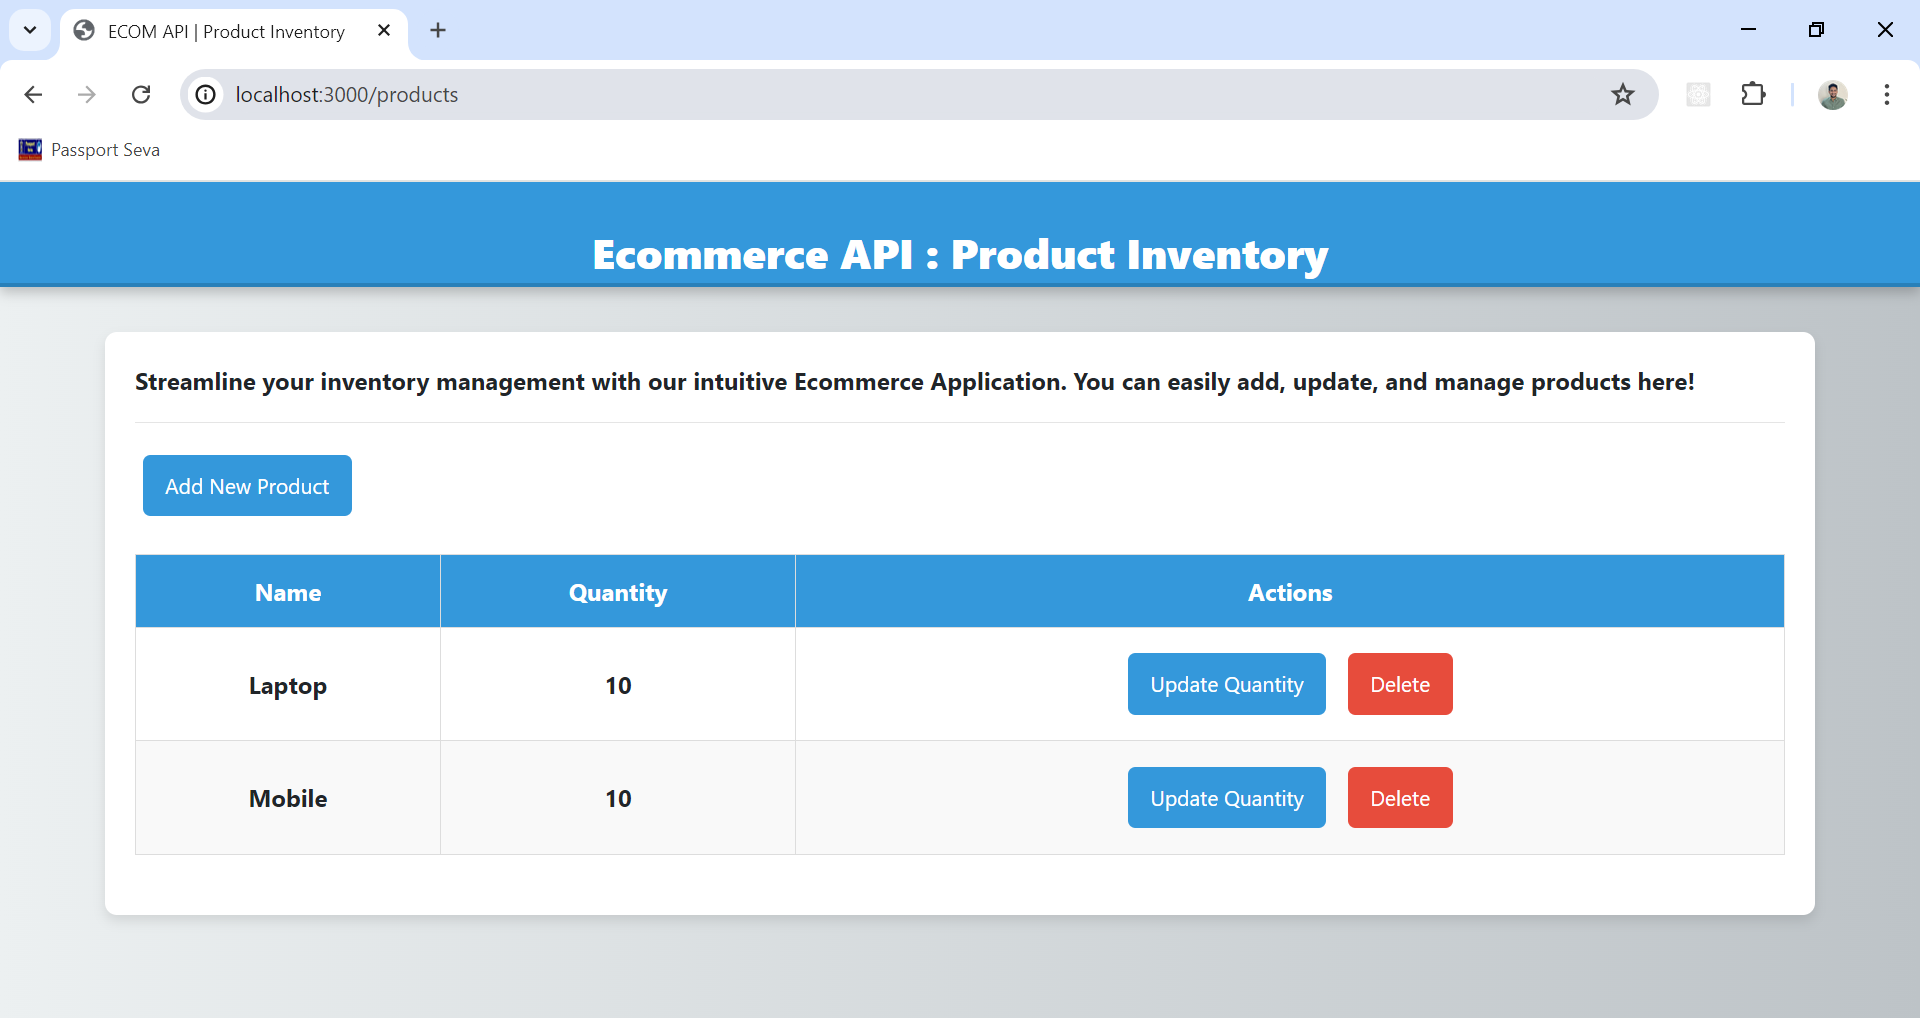 ECOM API | Product Inventory
localhost:3000/products
Passport Seva
Ecommerce API : Product Inventory
Streamline your inventory management with our intuitive Ecommerce Application. You can easily add, update, and manage products here!
Add New Product
Name Quantity Actions
Laptop 10 Update Quantity Delete
Mobile 10 Update Quantity Delete